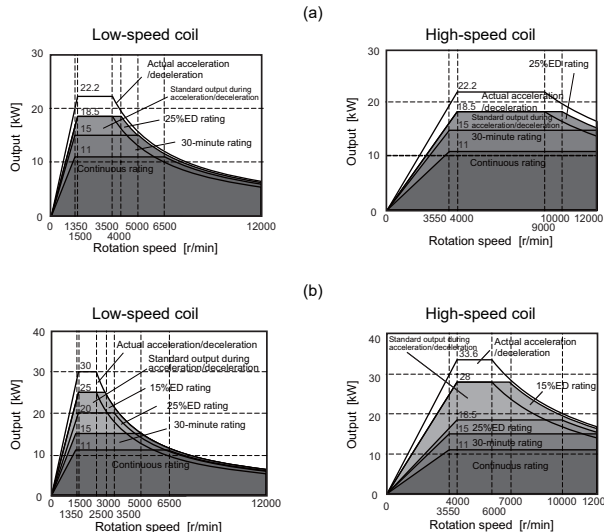 (a)
Low-speed coil
Output [kW]
30
20
10
0
22.2
18.5
15
11
Actual acceleration
/deceleration
Standard output during
acceleration/deceleration
25%ED rating
30-minute rating
Continuous rating
1350 3500 5000 6500 12000
1500 4000
Rotation speed [r/min]
High-speed coil
Output [kW]
30
20
10
0
22.2
18.5
15
11
25%ED rating
Actual acceleration
/deceleration
Standard output during
acceleration/deceleration
30-minute rating
Continuous rating
3550 4000 10000 12000
9000
Rotation speed [r/min]
(b)
Low-speed coil
Output [kW]
40
30
20
10
0
30
25
20
15
11
Actual acceleration/deceleration
Standard output during
acceleration/deceleration
15%ED rating
25%ED rating
30-minute rating
Continuous rating
1500 3000 5000 6500 12000
1350 2500 3500
Rotation speed [r/min]
High-speed coil
Output [kW]
40
30
20
10
0
33.6
28
18.5
15
11
Standard output during
acceleration/deceleration
Actual acceleration
/deceleration
15%ED rating
25%ED rating
30-minute rating
Continuous rating
4000 7000 10000
3550 6000 12000
Rotation speed [r/min]